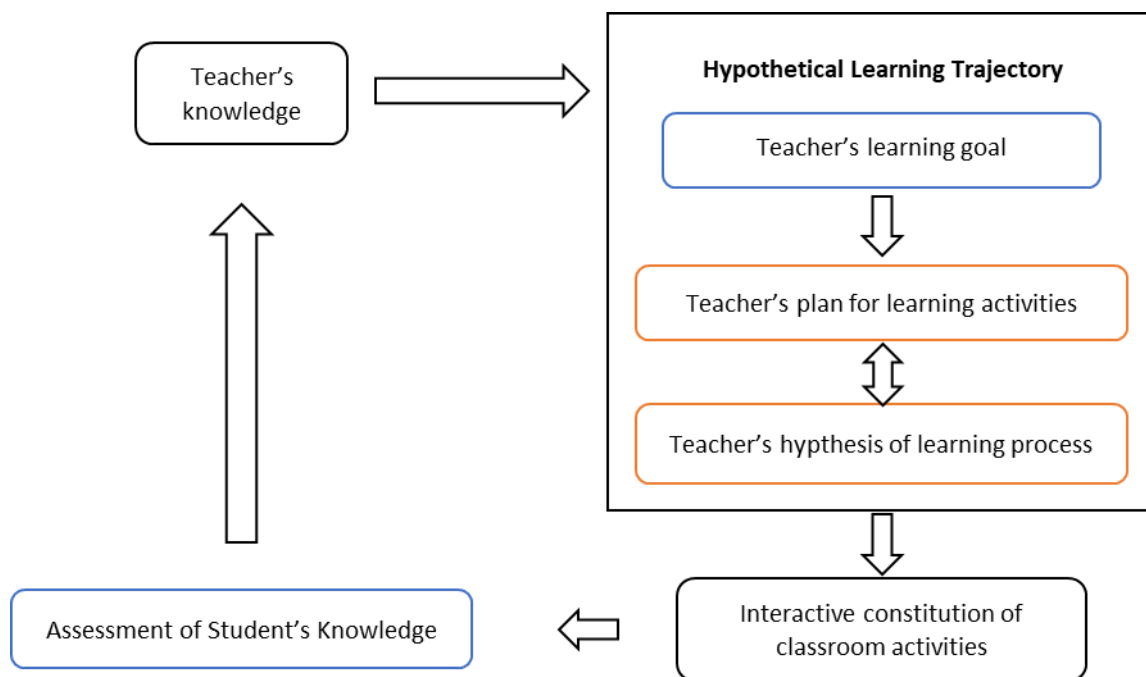 Teacher’s
knowledge
Hypothetical Learning Trajectory
Teacher’s learning goal
Teacher’s plan for learning activities
Teacher’s hypthesis of learning process
Interactive constitution of
classroom activities
Assessment of Student’s Knowledge